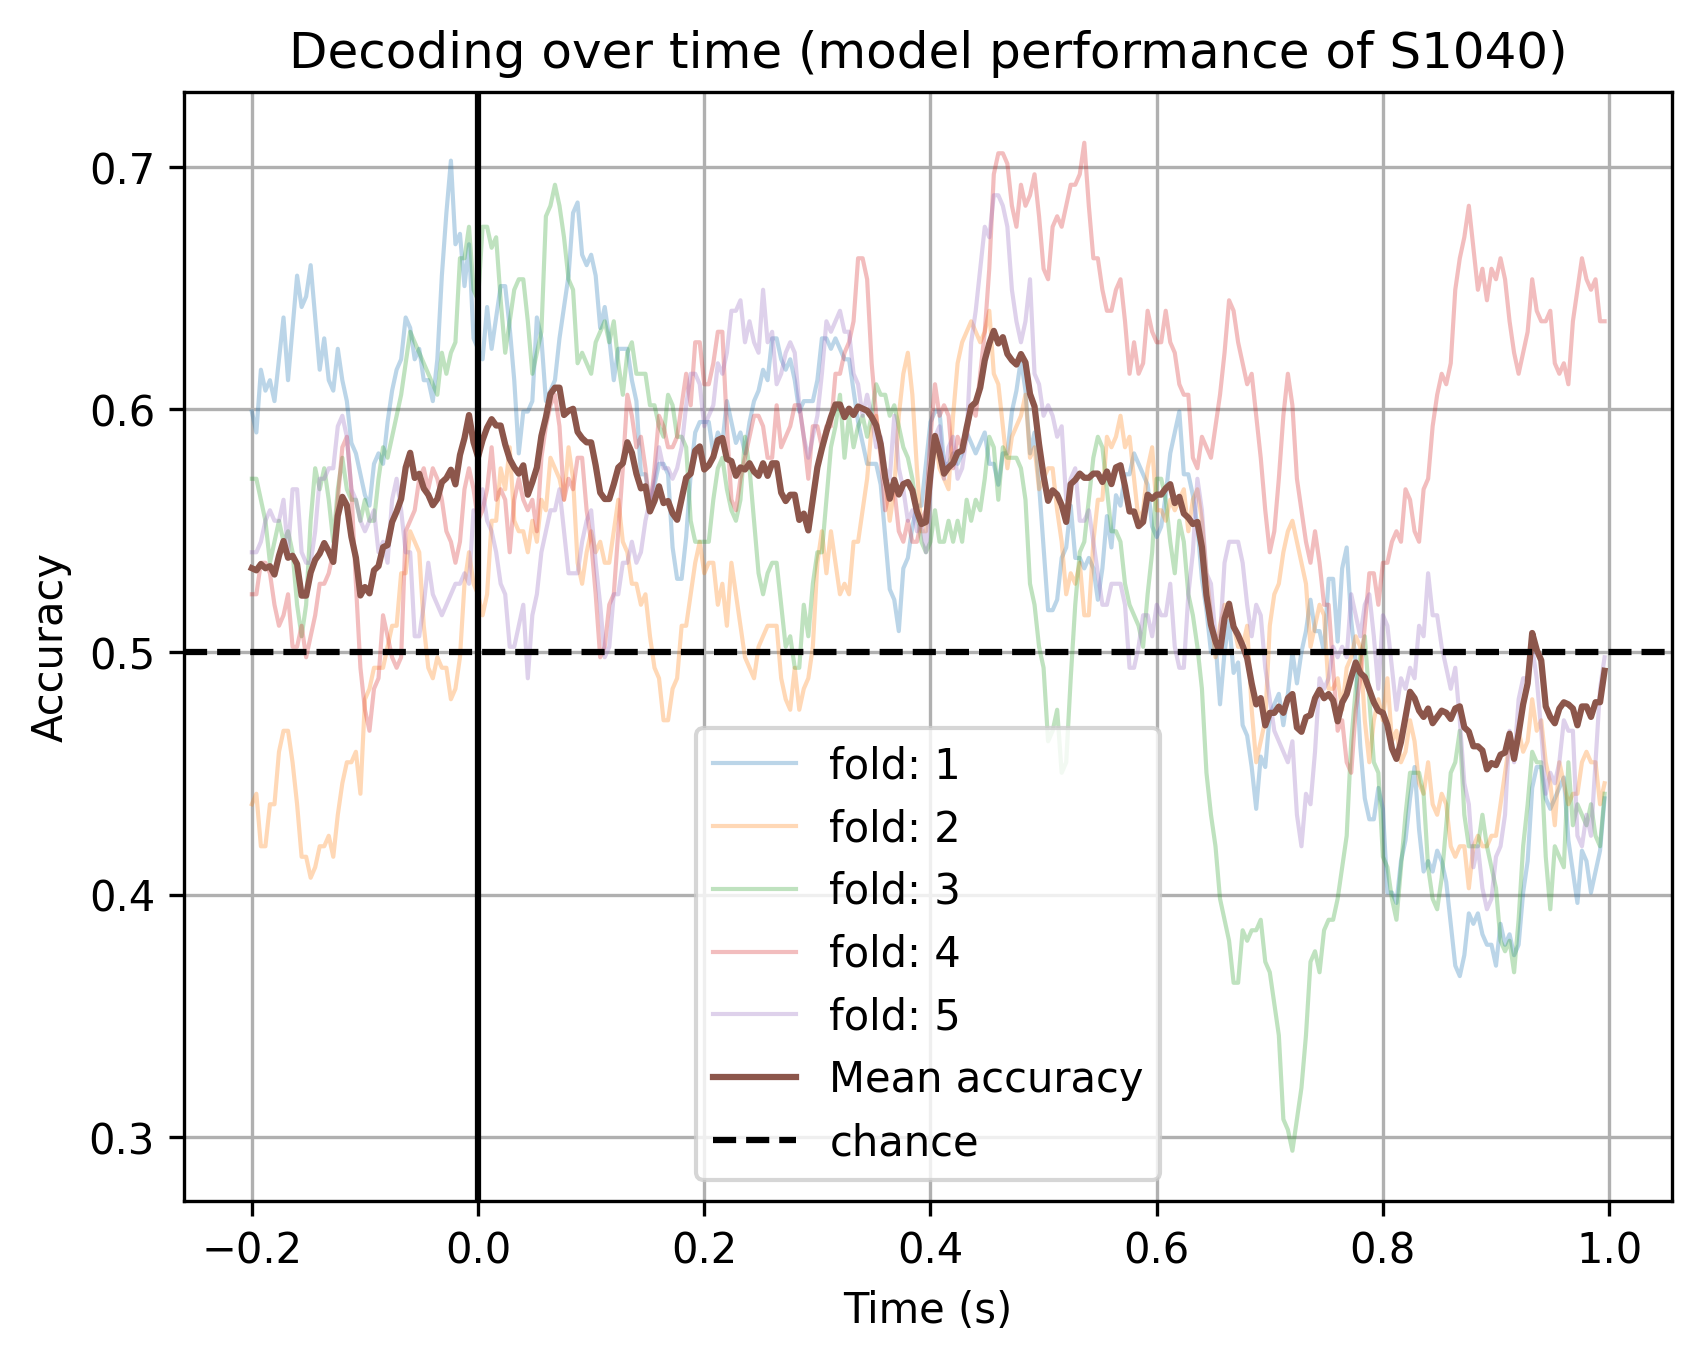 Decoding over time (model performance of S1040)
Accuracy
0.7
0.6
0.5
0.4
0.3
fold: 1
fold: 2
fold: 3
fold: 4
fold: 5
Mean accuracy
chance
−0.2 0.0 0.2 0.4 0.6 0.8 1.0
Time (s)